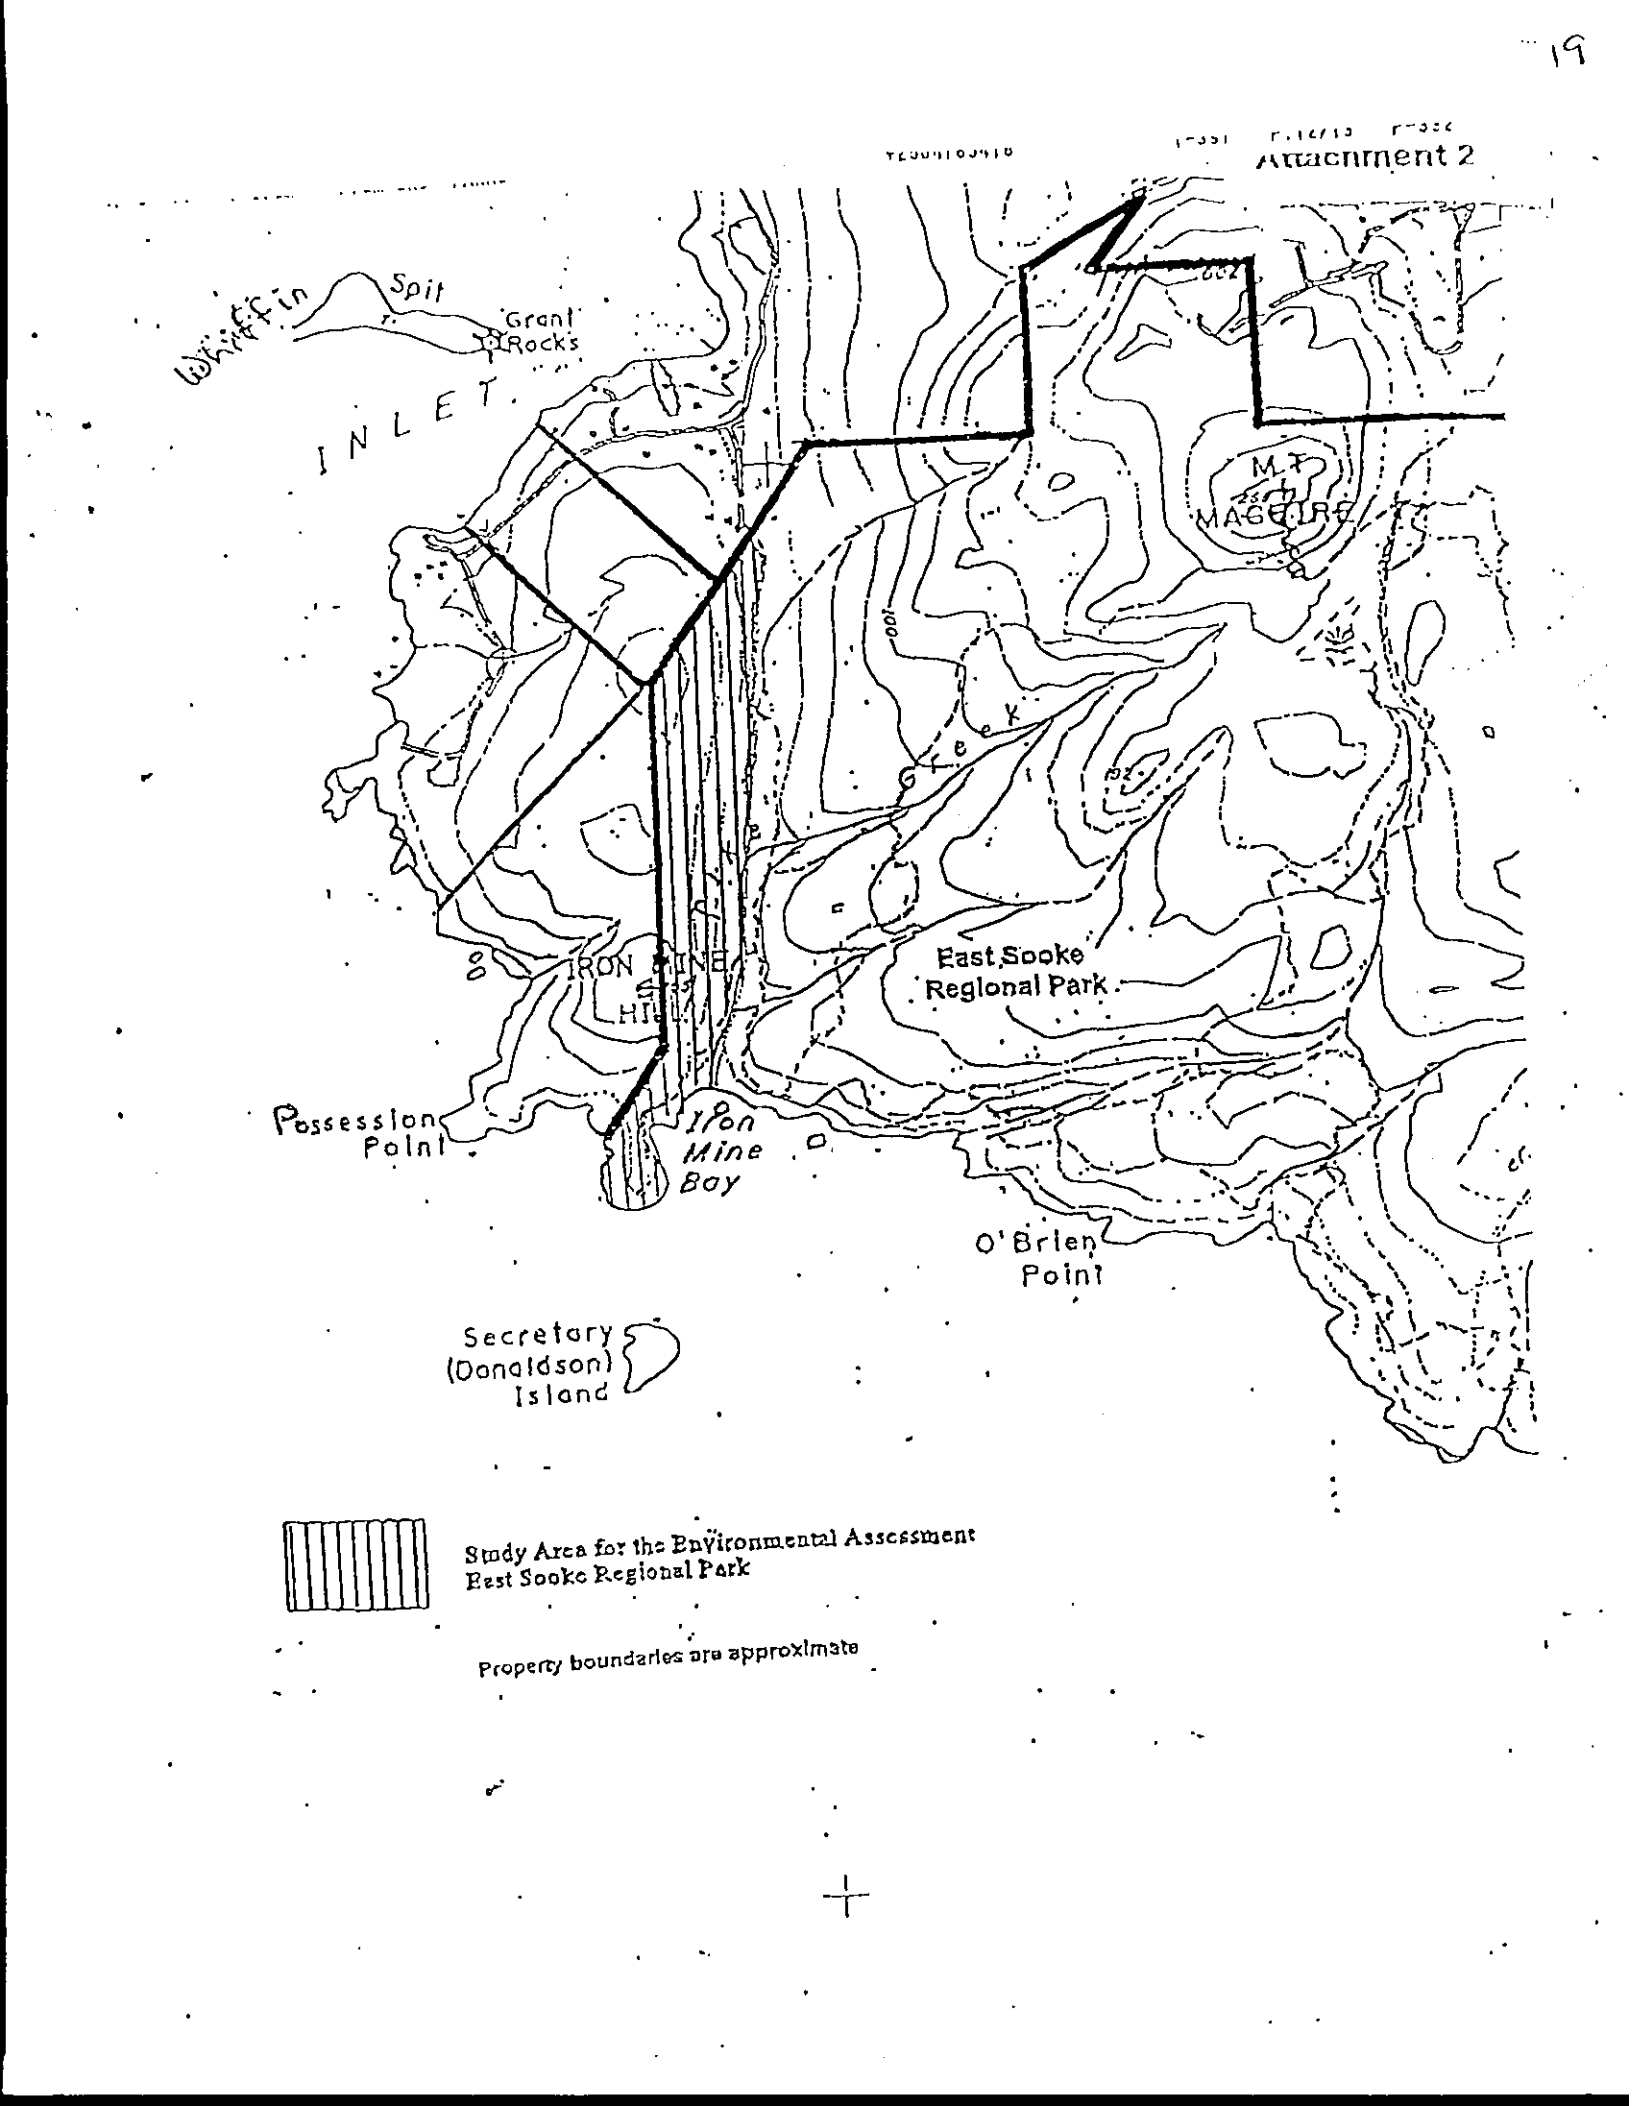 19
Attachment 2
Whiffin
Spit
Grant
Rocks
INLET
200
MT
MAGUIRE
100
Creek
East Sooke
Regional Park
IRON MINE
HILL
Possession
Point
Iron
Mine
Bay
O'Brien
Point
Secretary
(Donaldson)
Island
Study Area for the Environmental Assessment
East Sooke Regional Park
Property boundaries are approximate